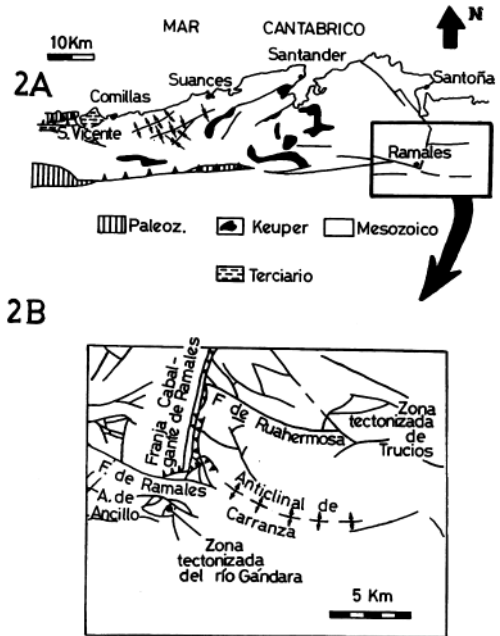 MAR CANTABRICO
N
10Km
2A
Santander
Suances
Santoña
Comillas
S. Vicente
Ramales
Paleoz. Keuper Mesozoico
Terciario
2B
Franja Cabal-
gante de Ramales
F. de Ruahermosa
Zona
tectonizada
de
Trucios
F. de Ramales
A. de
Ancillo
Anticlinal de
Carranza
Zona
tectonizada
del río Gándara
5 Km